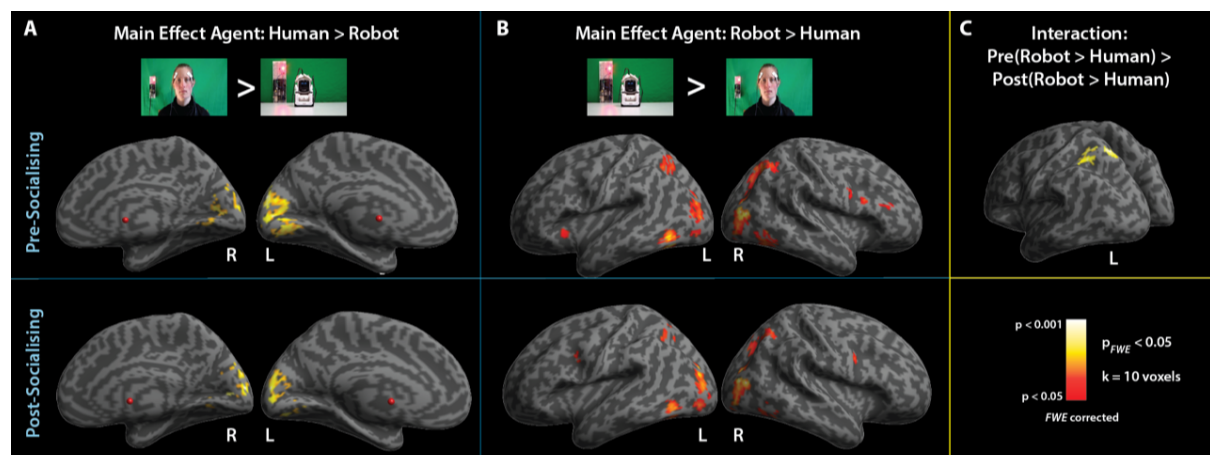 A
Main Effect Agent: Human > Robot
>
Pre-Socialising
R L
Post-Socialising
R L
B
Main Effect Agent: Robot > Human
>
L R
L R
C
Interaction:
Pre(Robot > Human) >
Post(Robot > Human)
L
p < 0.001
p < 0.05
FWE corrected
pFWE < 0.05
k = 10 voxels